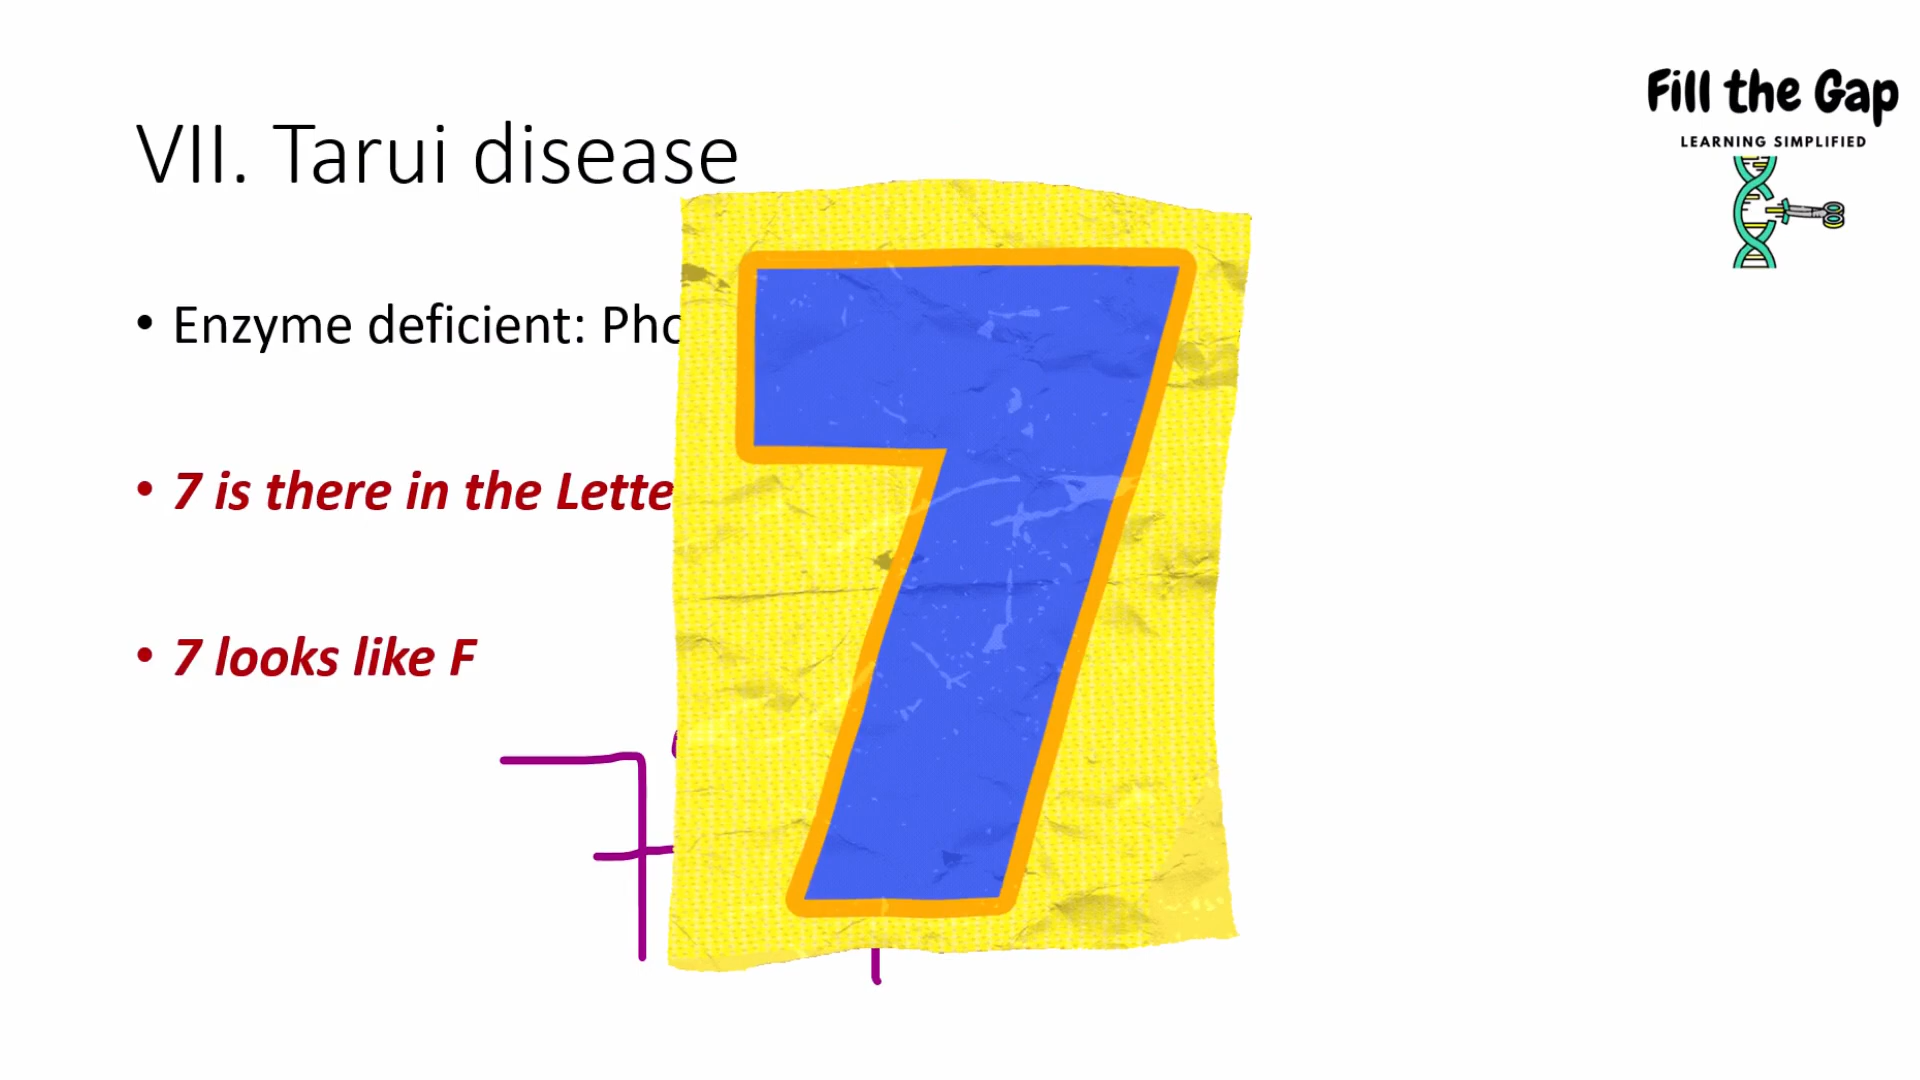 Fill the Gap
LEARNING SIMPLIFIED
VII. Tarui disease
• Enzyme deficient: Pho
• 7 is there in the Lette
• 7 looks like F
7